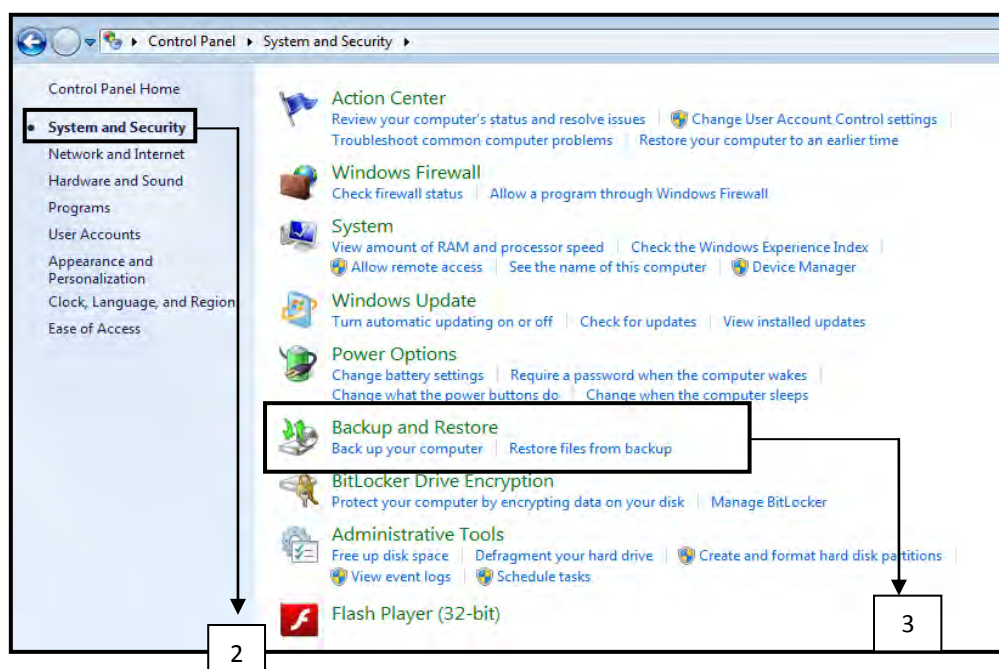 Control Panel System and Security
Control Panel Home
System and Security
Network and Internet
Hardware and Sound
Programs
User Accounts
Appearance and
Personalization
Clock, Language, and Region
Ease of Access
Action Center
Review your computer's status and resolve issues Change User Account Control settings
Troubleshoot common computer problems Restore your computer to an earlier time
Windows Firewall
Check firewall status Allow a program through Windows Firewall
System
View amount of RAM and processor speed Check the Windows Experience Index
Allow remote access See the name of this computer Device Manager
Windows Update
Turn automatic updating on or off Check for updates View installed updates
Power Options
Change battery settings Require a password when the computer wakes
Change what the power buttons do Change when the computer sleeps
Backup and Restore
Back up your computer Restore files from backup
BitLocker Drive Encryption
Protect your computer by encrypting data on your disk Manage BitLocker
Administrative Tools
Free up disk space Defragment your hard drive Create and format hard disk partitions
View event logs Schedule tasks
Flash Player (32-bit)
2
3